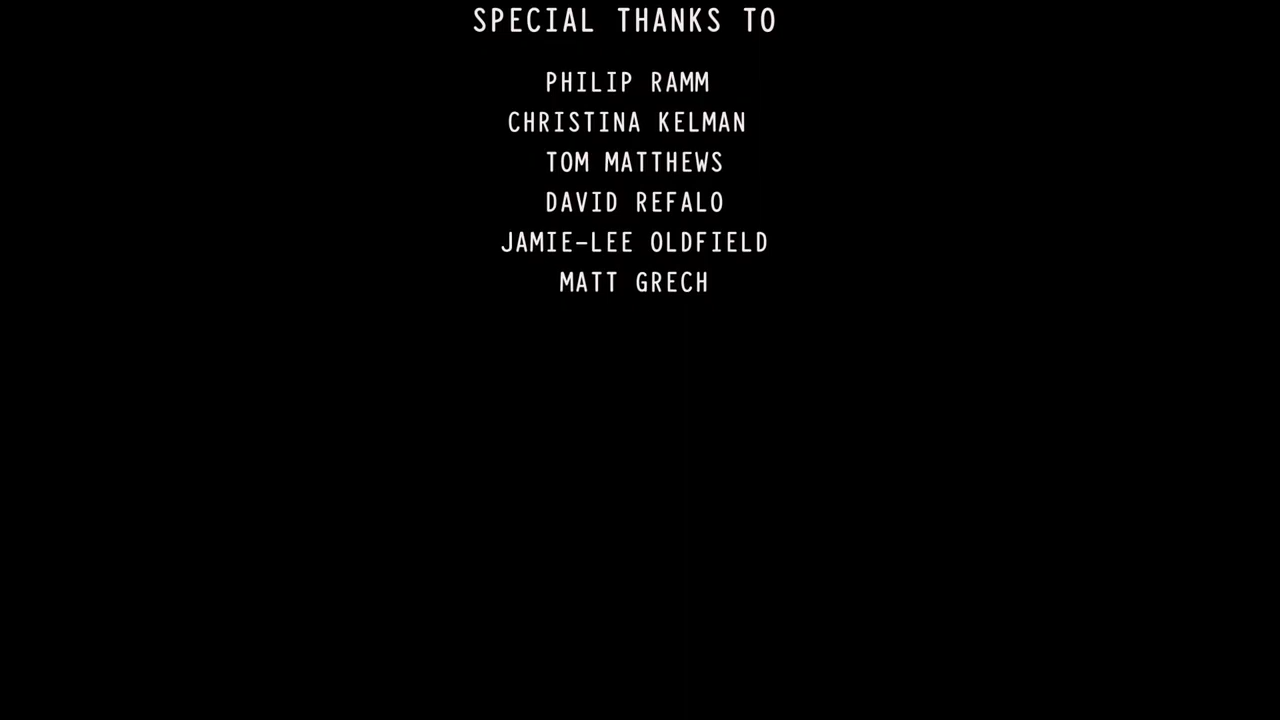 SPECIAL THANKS TO
PHILIP RAMM
CHRISTINA KELMAN
TOM MATTHEWS
DAVID REFALO
JAMIE-LEE OLDFIELD
MATT GRECH